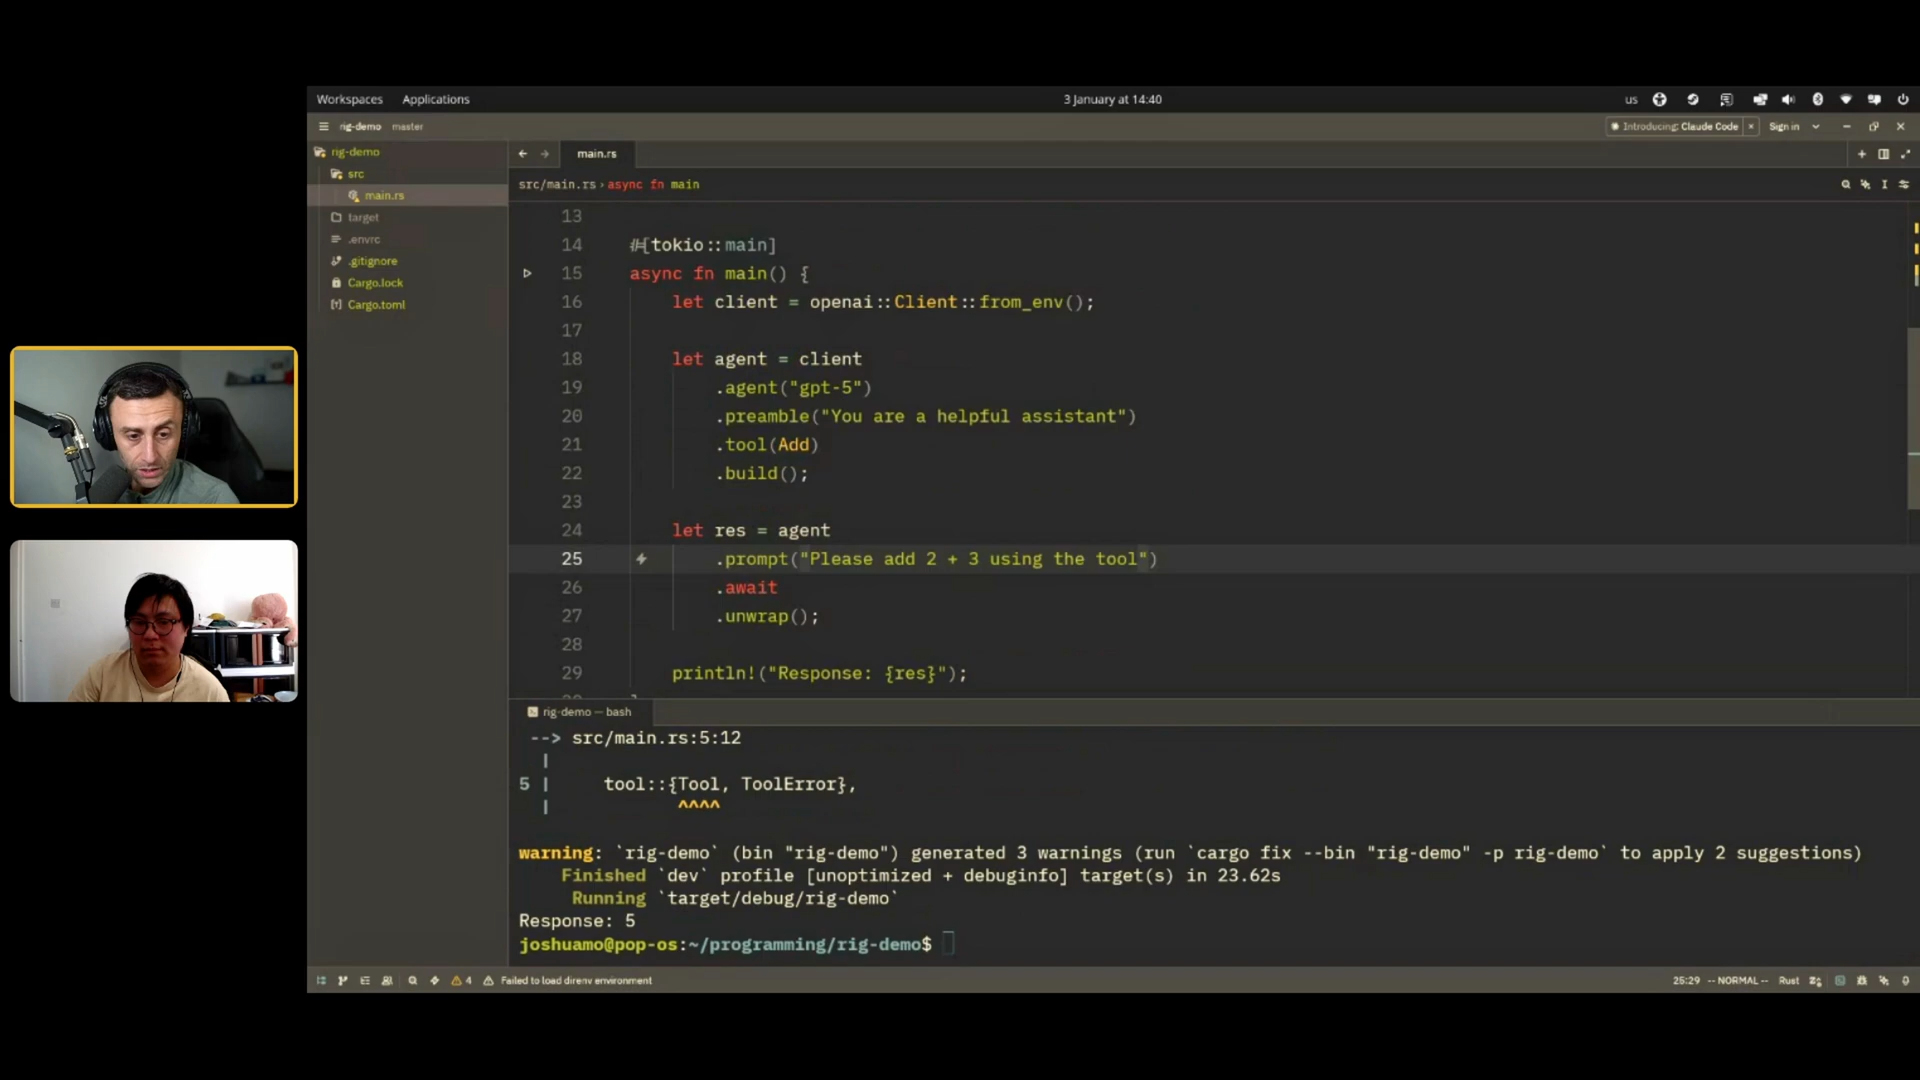 Workspaces Applications 3 January at 14:40 us
rig-demo master Introducing: Claude Code × Sign in
rig-demo
src
main.rs
target
.envrc
.gitignore
Cargo.lock
Cargo.toml
main.rs
src/main.rs › async fn main
13
14 #[tokio::main]
15 async fn main() {
16 let client = openai::Client::from_env();
17
18 let agent = client
19 .agent("gpt-5")
20 .preamble("You are a helpful assistant")
21 .tool(Add)
22 .build();
23
24 let res = agent
25 .prompt("Please add 2 + 3 using the tool")
26 .await
27 .unwrap();
28
29 println!("Response: {res}");
rig-demo — bash
--> src/main.rs:5:12
|
5 | tool::{Tool, ToolError},
| ^^^^
warning: `rig-demo` (bin "rig-demo") generated 3 warnings (run `cargo fix --bin "rig-demo" -p rig-demo` to apply 2 suggestions)
Finished `dev` profile [unoptimized + debuginfo] target(s) in 23.62s
Running `target/debug/rig-demo`
Response: 5
joshuamo@pop-os:~/programming/rig-demo$
4 Failed to load direnv environment 25:29 -- NORMAL -- Rust